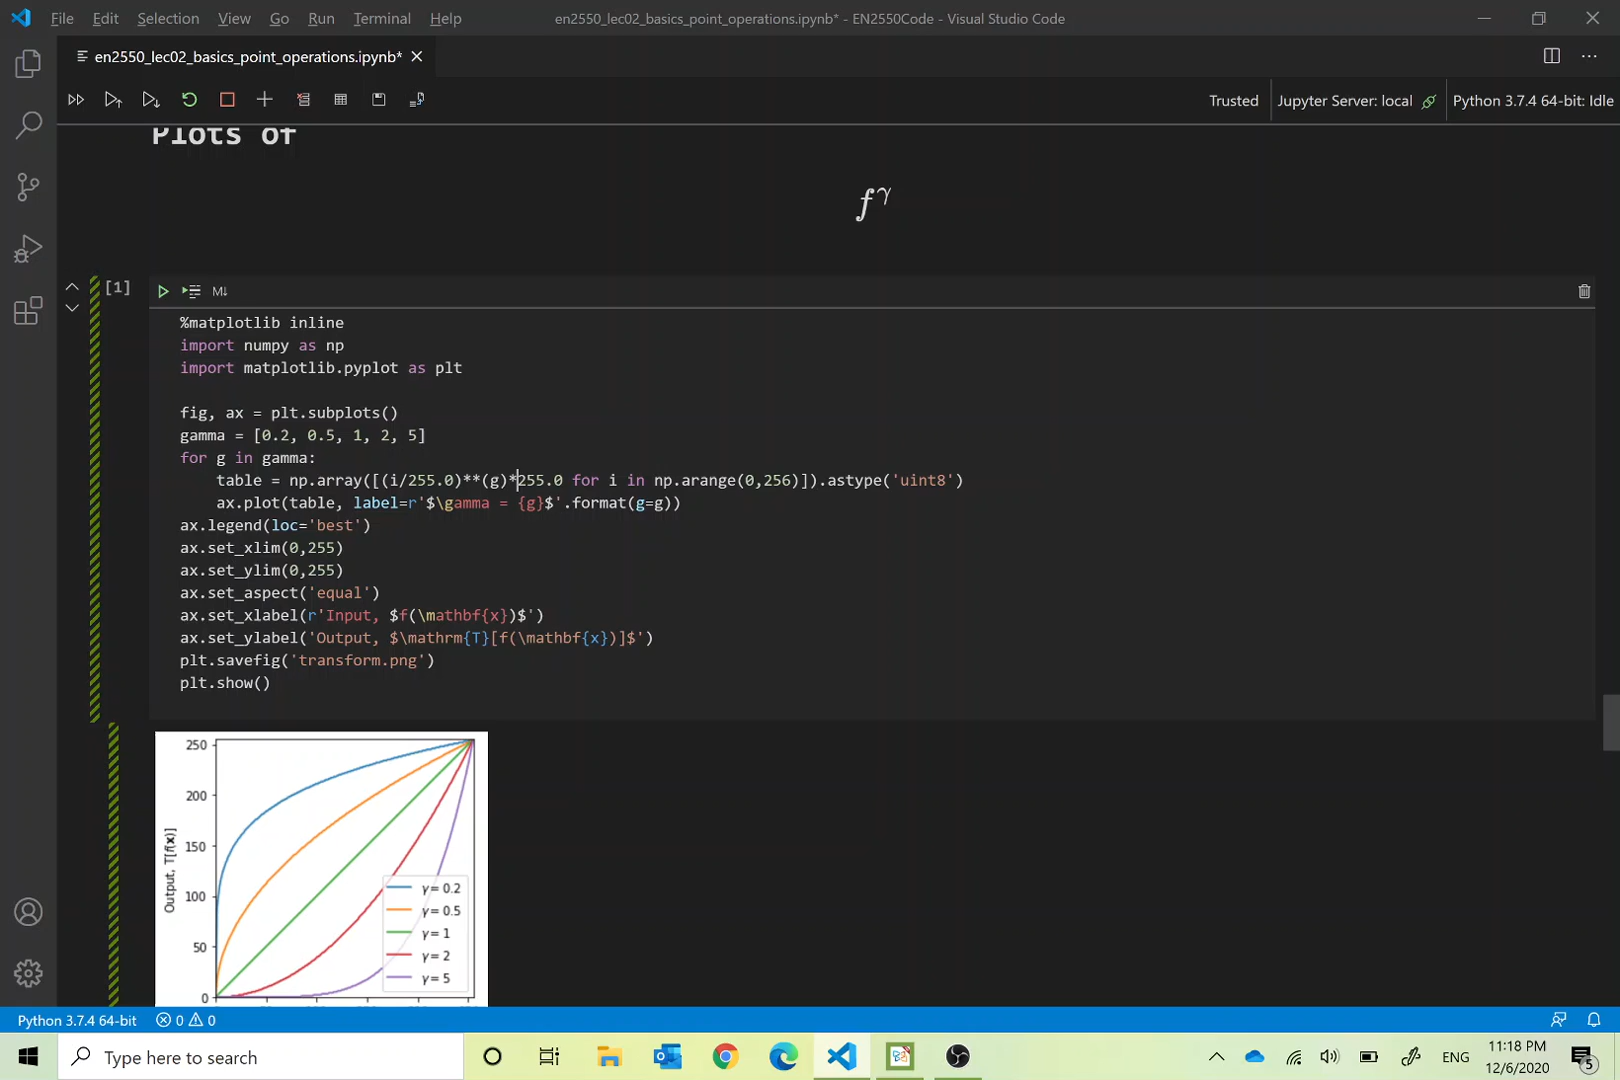 File Edit Selection View Go Run Terminal Help
en2550_lec02_basics_point_operations.ipynb* - EN2550Code - Visual Studio Code
en2550_lec02_basics_point_operations.ipynb*
Trusted Jupyter Server: local Python 3.7.4 64-bit: Idle
Plots of
f^γ
[1]
M↓
%matplotlib inline
import numpy as np
import matplotlib.pyplot as plt
fig, ax = plt.subplots()
gamma = [0.2, 0.5, 1, 2, 5]
for g in gamma:
table = np.array([(i/255.0)**(g)*255.0 for i in np.arange(0,256)]).astype('uint8')
ax.plot(table, label=r'$\gamma = {g}$'.format(g=g))
ax.legend(loc='best')
ax.set_xlim(0,255)
ax.set_ylim(0,255)
ax.set_aspect('equal')
ax.set_xlabel(r'Input, $f(\mathbf{x})$')
ax.set_ylabel('Output, $\mathrm{T}[f(\mathbf{x})]$')
plt.savefig('transform.png')
plt.show()
250
200
150
100
50
0
Output, T[f(x)]
γ = 0.2
γ = 0.5
γ = 1
γ = 2
γ = 5
Python 3.7.4 64-bit 0 0
Type here to search
ENG
11:18 PM
12/6/2020
5